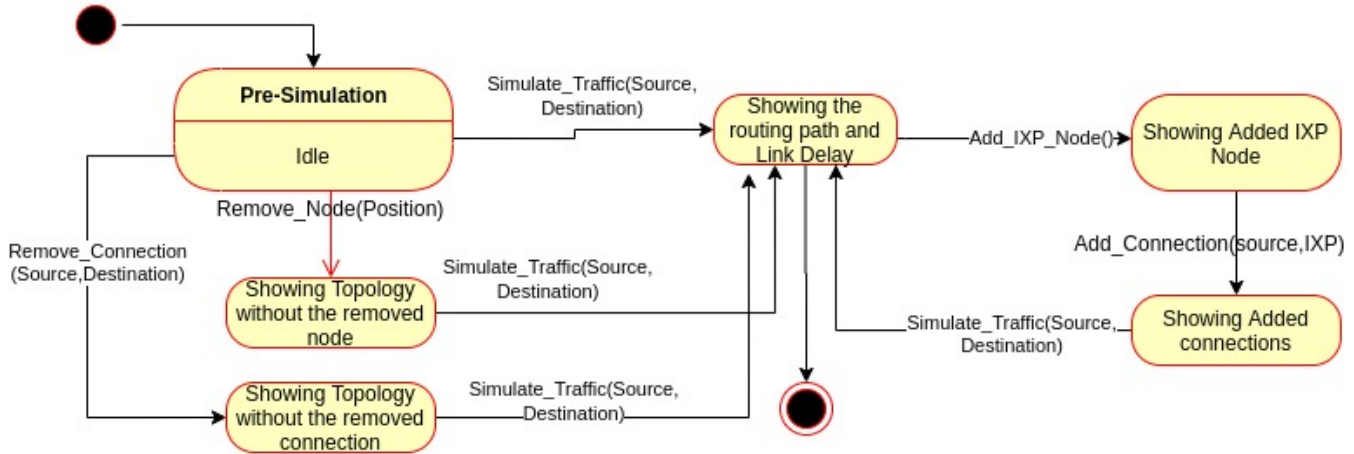 Pre-Simulation
Idle
Simulate_Traffic(Source,
Destination)
Showing the
routing path and
Link Delay
Add_IXP_Node()
Showing Added IXP
Node
Remove_Node(Position)
Remove_Connection
(Source,Destination)
Add_Connection(source,IXP)
Showing Topology
without the removed
node
Simulate_Traffic(Source,
Destination)
Simulate_Traffic(Source,
Destination)
Showing Added
connections
Showing Topology
without the removed
connection
Simulate_Traffic(Source,
Destination)